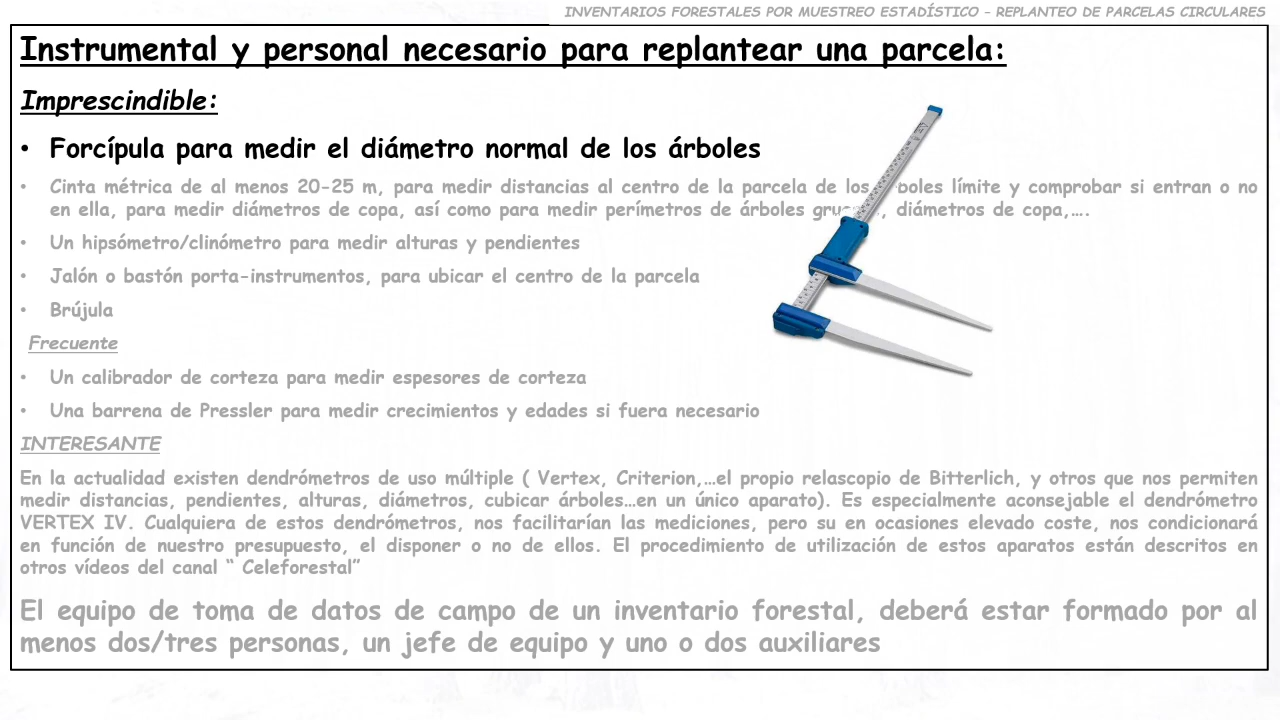 INVENTARIOS FORESTALES POR MUESTREO ESTADÍSTICO – REPLANTEO DE PARCELAS CIRCULARES
Instrumental y personal necesario para replantear una parcela:
Imprescindible:
• Forcípula para medir el diámetro normal de los árboles
• Cinta métrica de al menos 20-25 m, para medir distancias al centro de la parcela de los límite y comprobar si entran o no
en ella, para medir diámetros de copa, así como para medir perímetros de árboles diámetros de copa,….
• Un hipsómetro/clinómetro para medir alturas y pendientes
• Jalón o bastón porta-instrumentos, para ubicar el centro de la parcela
• Brújula
Frecuente
• Un calibrador de corteza para medir espesores de corteza
• Una barrena de Pressler para medir crecimientos y edades si fuera necesario
INTERESANTE
En la actualidad existen dendrómetros de uso múltiple ( Vertex, Criterion,…el propio relascopio de Bitterlich, y otros que nos permiten
medir distancias, pendientes, alturas, diámetros, cubicar árboles…en un único aparato). Es especialmente aconsejable el dendrómetro
VERTEX IV. Cualquiera de estos dendrómetros, nos facilitarían las mediciones, pero su en ocasiones elevado coste, nos condicionará
en función de nuestro presupuesto, el disponer o no de ellos. El procedimiento de utilización de estos aparatos están descritos en
otros vídeos del canal “ Celeforestal”
El equipo de toma de datos de campo de un inventario forestal, deberá estar formado por al
menos dos/tres personas, un jefe de equipo y uno o dos auxiliares